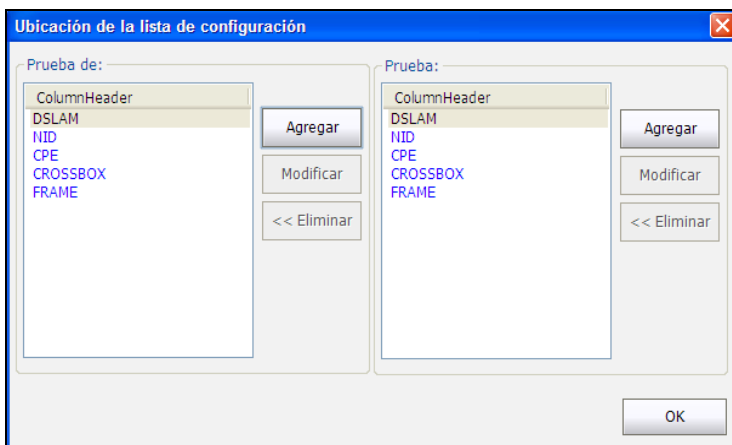 Ubicación de la lista de configuración
Prueba de:
ColumnHeader
DSLAM
NID
CPE
CROSSBOX
FRAME
Agregar
Modificar
<< Eliminar
Prueba:
ColumnHeader
DSLAM
NID
CPE
CROSSBOX
FRAME
Agregar
Modificar
<< Eliminar
OK